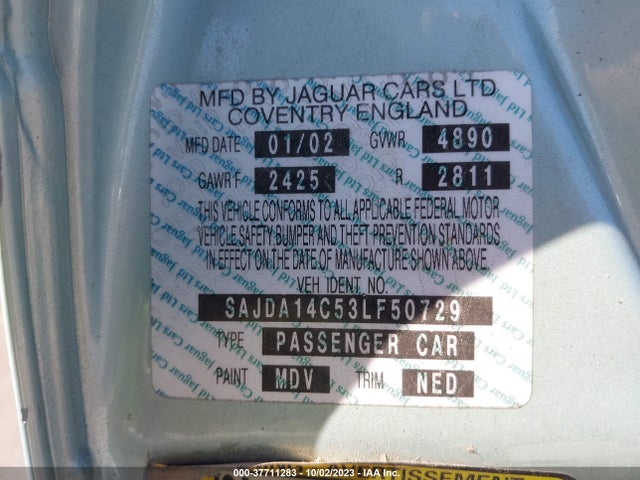 MFD BY JAGUAR CARS LTD
COVENTRY ENGLAND
MFD DATE 01/02 GVWR 4890
GAWR F 2425 R 2811
THIS VEHICLE CONFORMS TO ALL APPLICABLE FEDERAL MOTOR
VEHICLE SAFETY BUMPER AND THEFT PREVENTION STANDARDS
IN EFFECT ON THE DATE OF MANUFACTURE SHOWN ABOVE.
VEH IDENT. NO.
SAJDA14C53LF50729
TYPE PASSENGER CAR
PAINT MDV TRIM NED
000-37711283 - 10/02/2023 - IAA Inc.